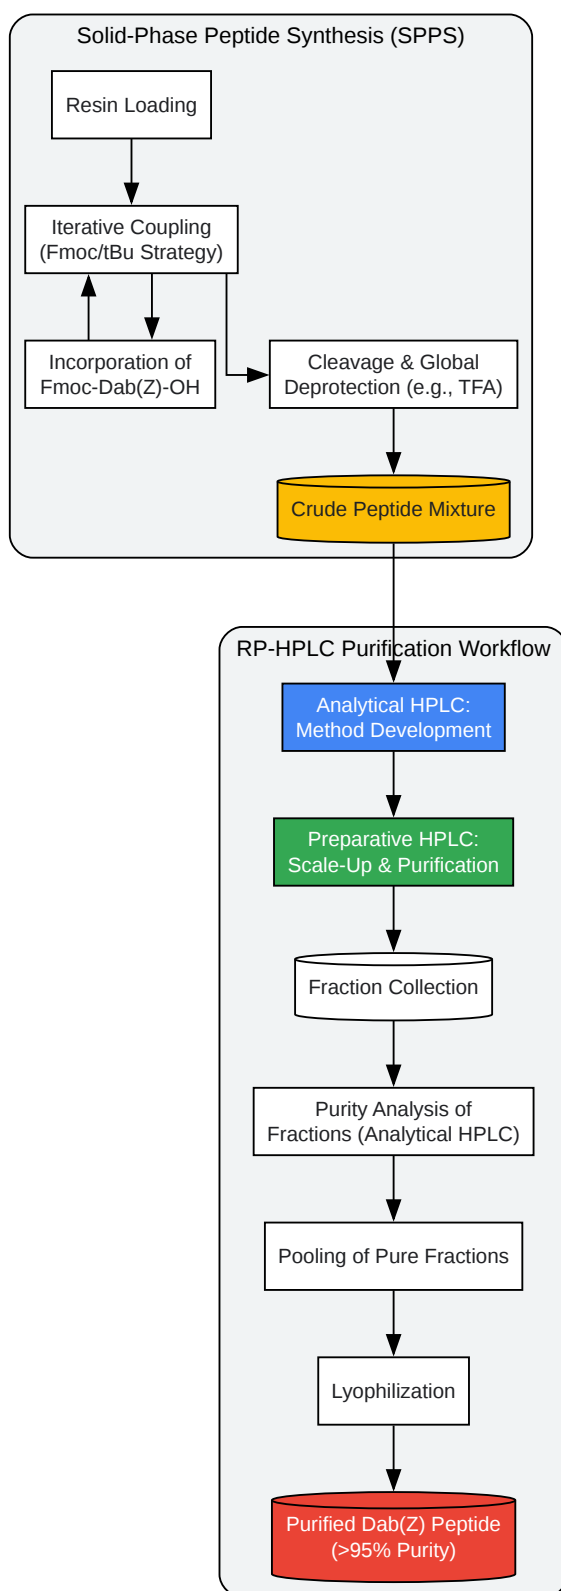 Solid-Phase Peptide Synthesis (SPPS)
Resin Loading
Iterative Coupling
(Fmoc/tBu Strategy)
Incorporation of
Fmoc-Dab(Z)-OH
Cleavage & Global
Deprotection (e.g., TFA)
Crude Peptide Mixture
RP-HPLC Purification Workflow
Analytical HPLC:
Method Development
Preparative HPLC:
Scale-Up & Purification
Fraction Collection
Purity Analysis of
Fractions (Analytical HPLC)
Pooling of Pure Fractions
Lyophilization
Purified Dab(Z) Peptide
(>95% Purity)